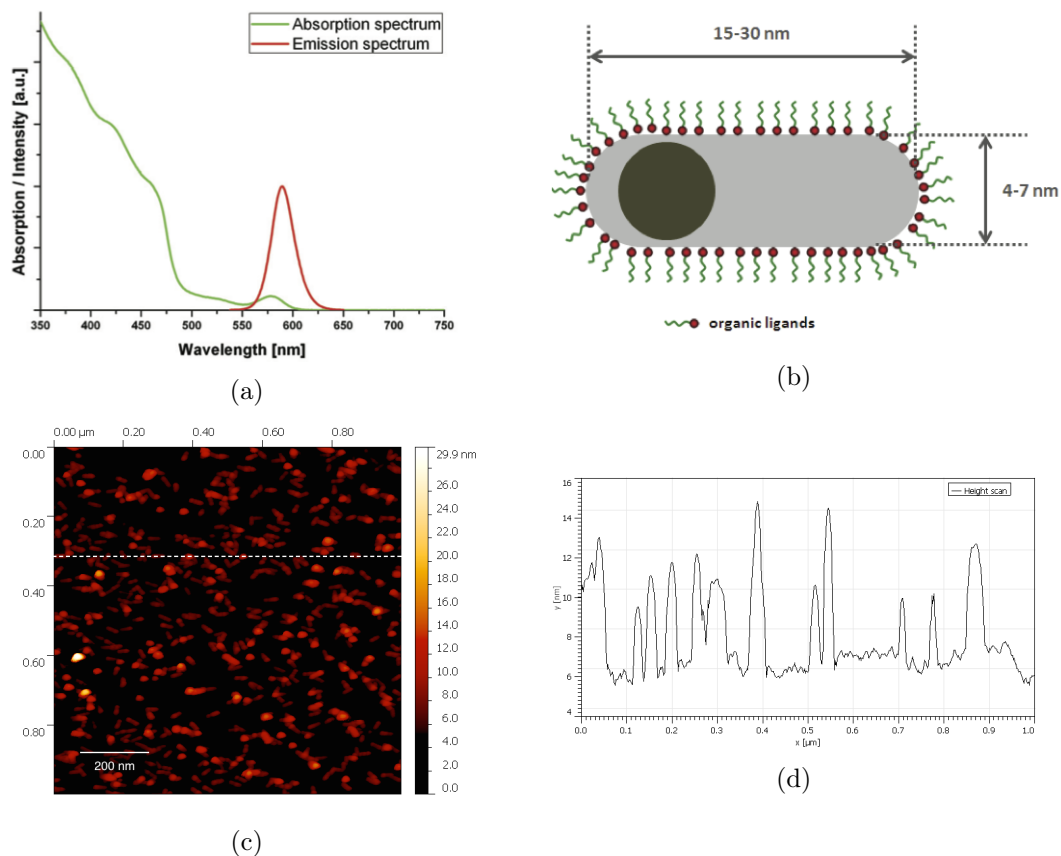 Absorption spectrum
Emission spectrum
Absorption / Intensity [a.u.]
350 400 450 500 550 600 650 700 750
Wavelength [nm]
(a)
15-30 nm
4-7 nm
organic ligands
(b)
0.00 µm 0.20 0.40 0.60 0.80
0.00
0.20
0.40
0.60
0.80
200 nm
29.9 nm
26.0
24.0
22.0
20.0
18.0
16.0
14.0
12.0
10.0
8.0
6.0
4.0
2.0
0.0
(c)
Height scan
16
14
12
10
8
6
4
y [nm]
0.0 0.1 0.2 0.3 0.4 0.5 0.6 0.7 0.8 0.9 1.0
x [µm]
(d)